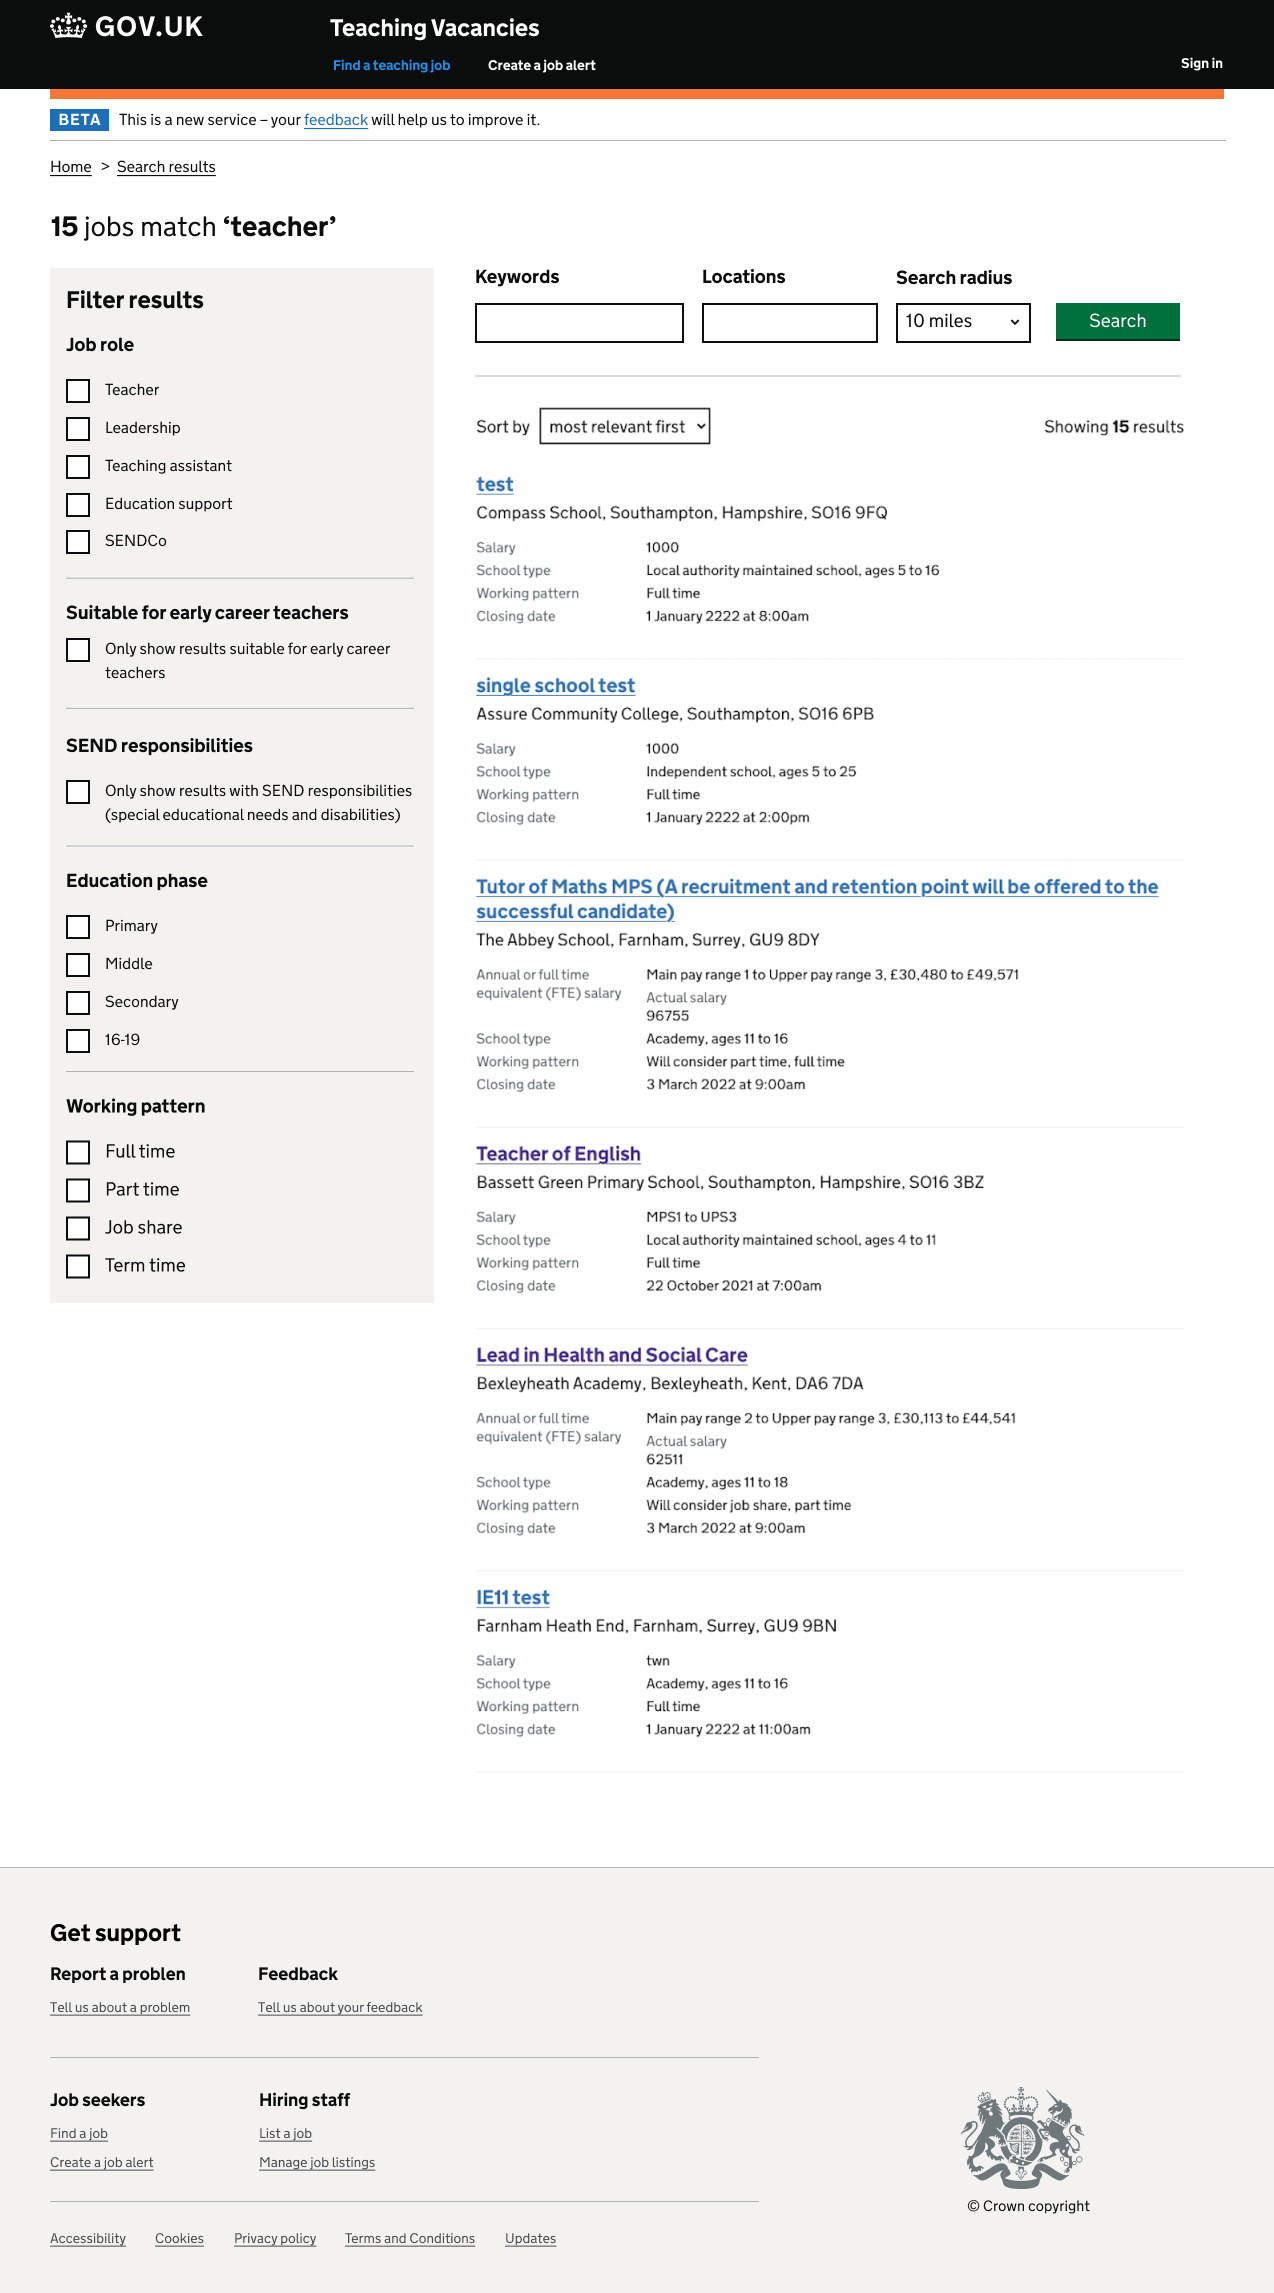 GOV.UK
Teaching Vacancies
Find a teaching job
Create a job alert
Sign in
BETA This is a new service – your feedback will help us to improve it.
Home > Search results
15 jobs match ‘teacher’
Filter results
Job role
Teacher
Leadership
Teaching assistant
Education support
SENDCo
Suitable for early career teachers
Only show results suitable for early career
teachers
SEND responsibilities
Only show results with SEND responsibilities
(special educational needs and disabilities)
Education phase
Primary
Middle
Secondary
16-19
Working pattern
Full time
Part time
Job share
Term time
Keywords
Locations
Search radius
10 miles
Search
Sort by most relevant first
Showing 15 results
test
Compass School, Southampton, Hampshire, SO16 9FQ
Salary 1000
School type Local authority maintained school, ages 5 to 16
Working pattern Full time
Closing date 1 January 2222 at 8:00am
single school test
Assure Community College, Southampton, SO16 6PB
Salary 1000
School type Independent school, ages 5 to 25
Working pattern Full time
Closing date 1 January 2222 at 2:00pm
Tutor of Maths MPS (A recruitment and retention point will be offered to the
successful candidate)
The Abbey School, Farnham, Surrey, GU9 8DY
Annual or full time
equivalent (FTE) salary
Main pay range 1 to Upper pay range 3, £30,480 to £49,571
Actual salary
96755
School type Academy, ages 11 to 16
Working pattern Will consider part time, full time
Closing date 3 March 2022 at 9:00am
Teacher of English
Bassett Green Primary School, Southampton, Hampshire, SO16 3BZ
Salary MPS1 to UPS3
School type Local authority maintained school, ages 4 to 11
Working pattern Full time
Closing date 22 October 2021 at 7:00am
Lead in Health and Social Care
Bexleyheath Academy, Bexleyheath, Kent, DA6 7DA
Annual or full time
equivalent (FTE) salary
Main pay range 2 to Upper pay range 3, £30,113 to £44,541
Actual salary
62511
School type Academy, ages 11 to 18
Working pattern Will consider job share, part time
Closing date 3 March 2022 at 9:00am
IE11 test
Farnham Heath End, Farnham, Surrey, GU9 9BN
Salary twn
School type Academy, ages 11 to 16
Working pattern Full time
Closing date 1 January 2222 at 11:00am
Get support
Report a problen
Tell us about a problem
Feedback
Tell us about your feedback
Job seekers
Find a job
Create a job alert
Hiring staff
List a job
Manage job listings
© Crown copyright
Accessibility Cookies Privacy policy Terms and Conditions Updates